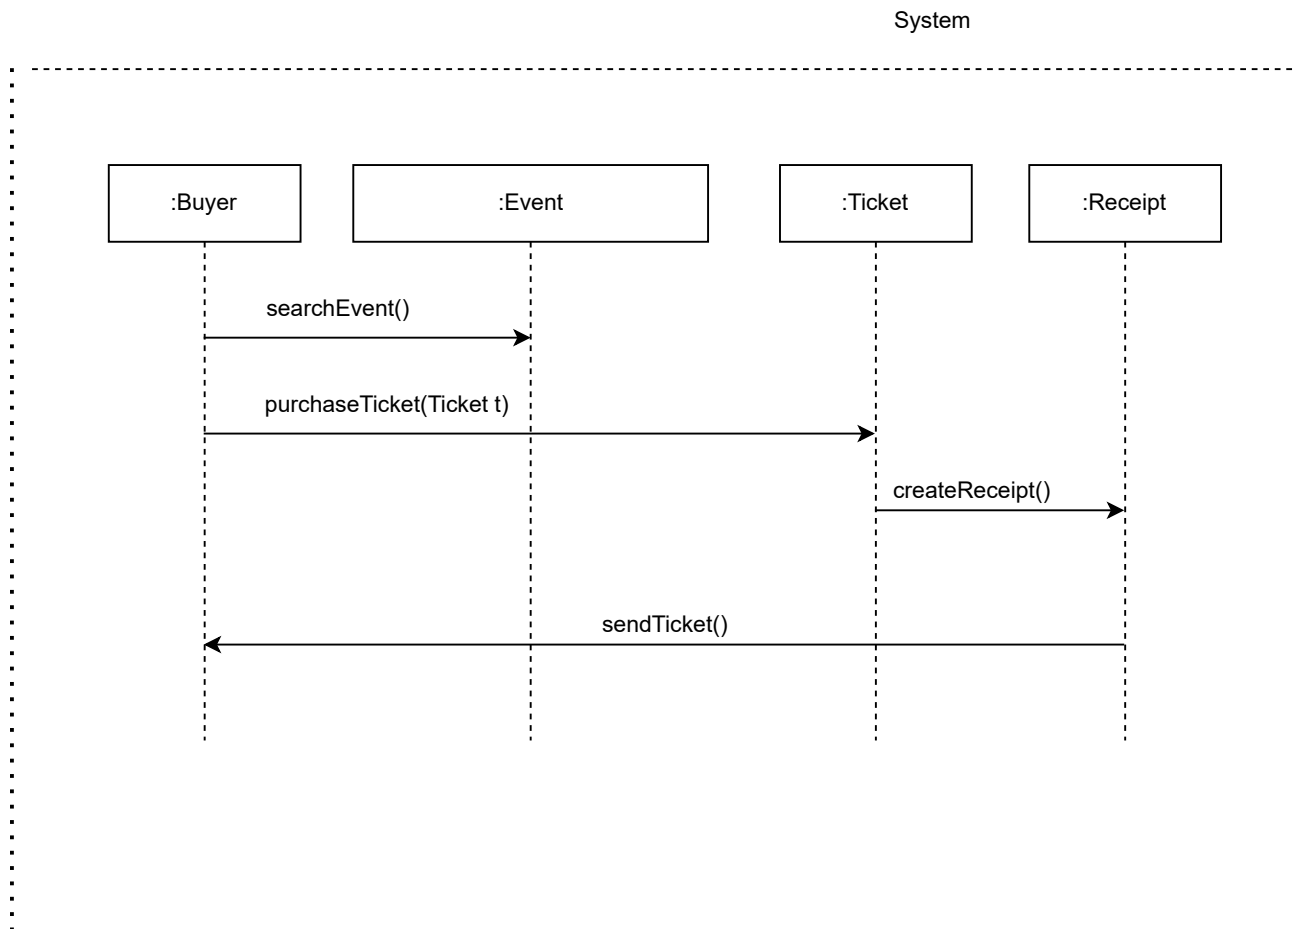 System
:Buyer
:Event
:Ticket
:Receipt
searchEvent()
purchaseTicket(Ticket t)
createReceipt()
sendTicket()